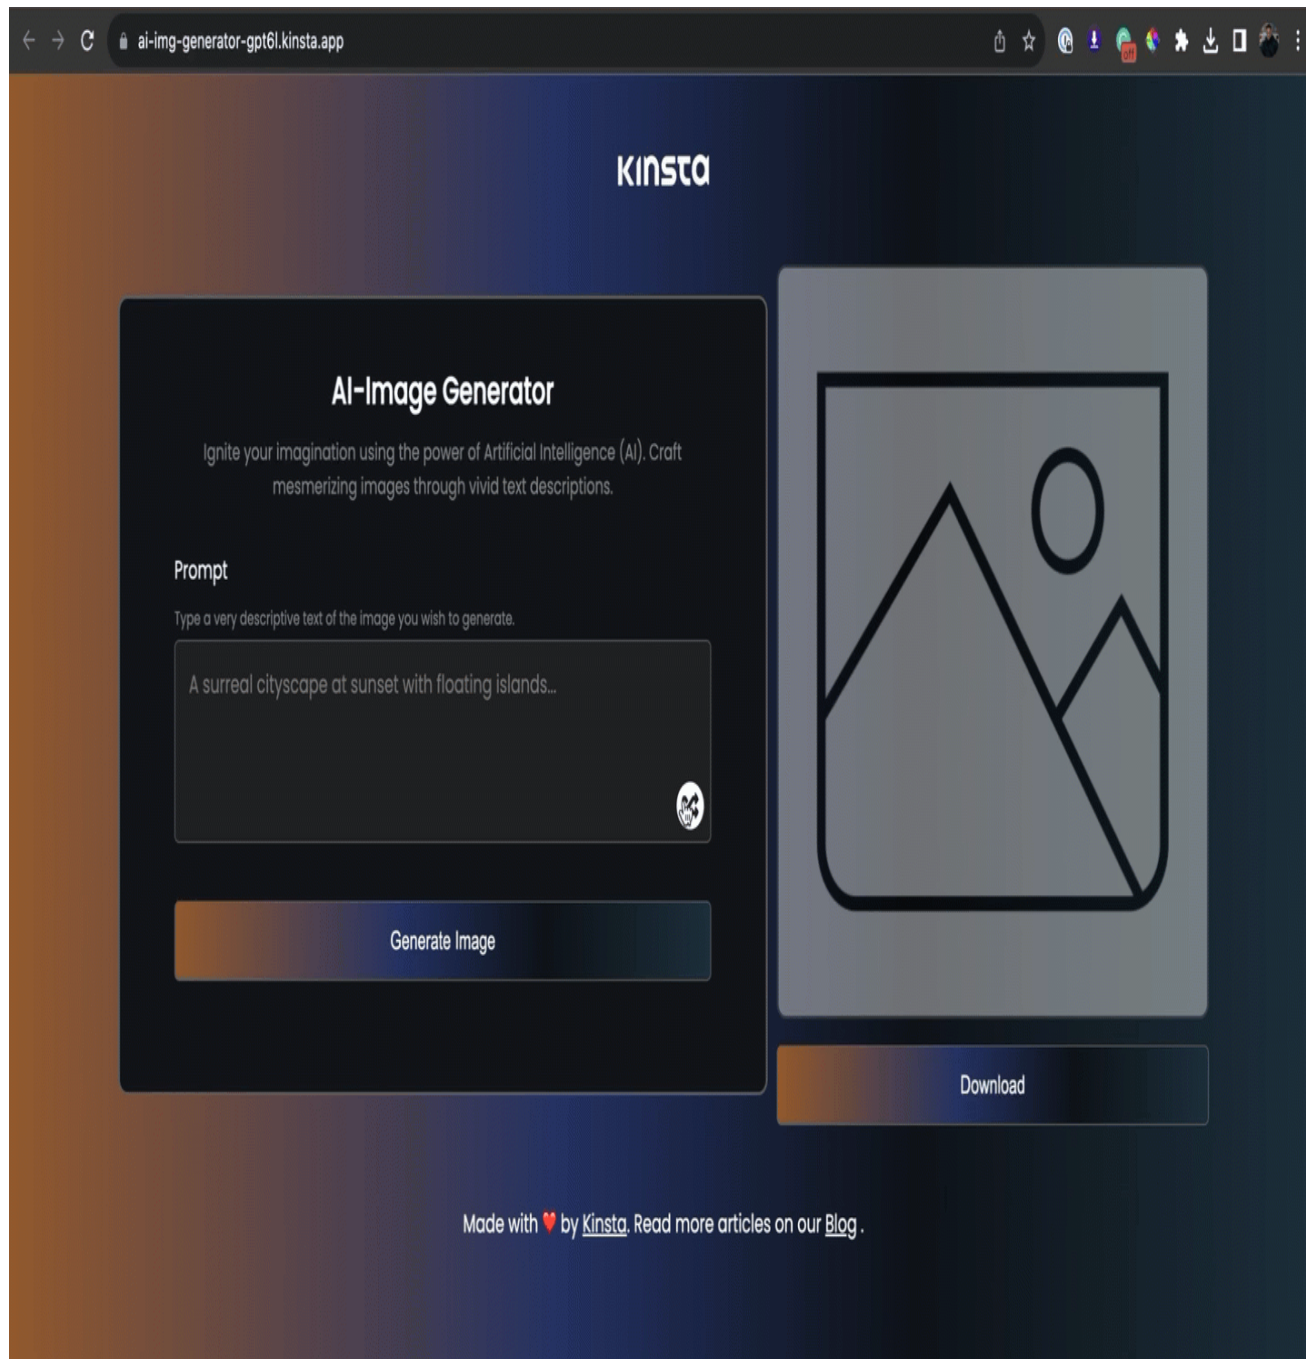 ai-img-generator-gpt6l.kinsta.app
off
KINSTA
AI-Image Generator
Ignite your imagination using the power of Artificial Intelligence (AI). Craft
mesmerizing images through vivid text descriptions.
Prompt
Type a very descriptive text of the image you wish to generate.
A surreal cityscape at sunset with floating islands...
Generate Image
Download
Made with ❤️ by Kinsta. Read more articles on our Blog .